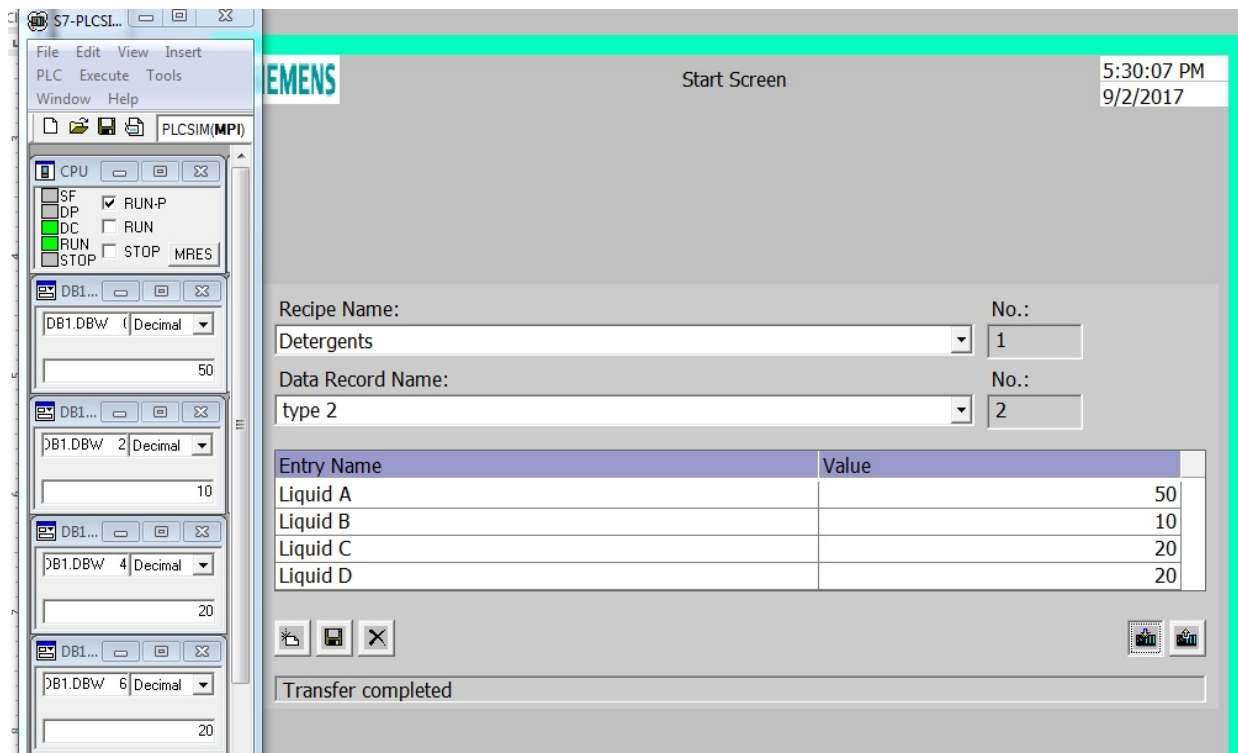 S7-PLCSI...
File Edit View Insert
PLC Execute Tools
Window Help
PLCSIM(MPI)
CPU
SF
DP
DC
RUN
STOP
RUN-P
RUN
STOP
MRES
DB1...
DB1.DBW
Decimal
50
DB1...
DB1.DBW 2
Decimal
10
DB1...
DB1.DBW 4
Decimal
20
DB1...
DB1.DBW 6
Decimal
20
IEMENS
Start Screen
5:30:07 PM
9/2/2017
Recipe Name:
No.:
Detergents
1
Data Record Name:
No.:
type 2
2
Entry Name Value
Liquid A 50
Liquid B 10
Liquid C 20
Liquid D 20
Transfer completed